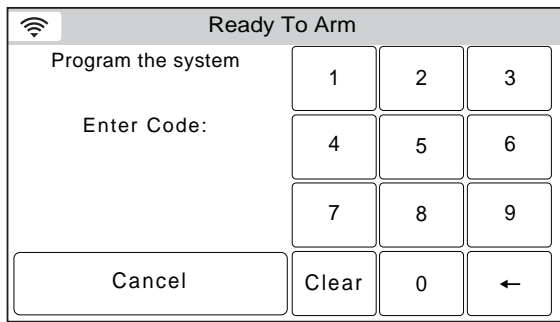 Ready To Arm
Program the system
Enter Code:
1 2 3
4 5 6
7 8 9
Cancel Clear 0 ←